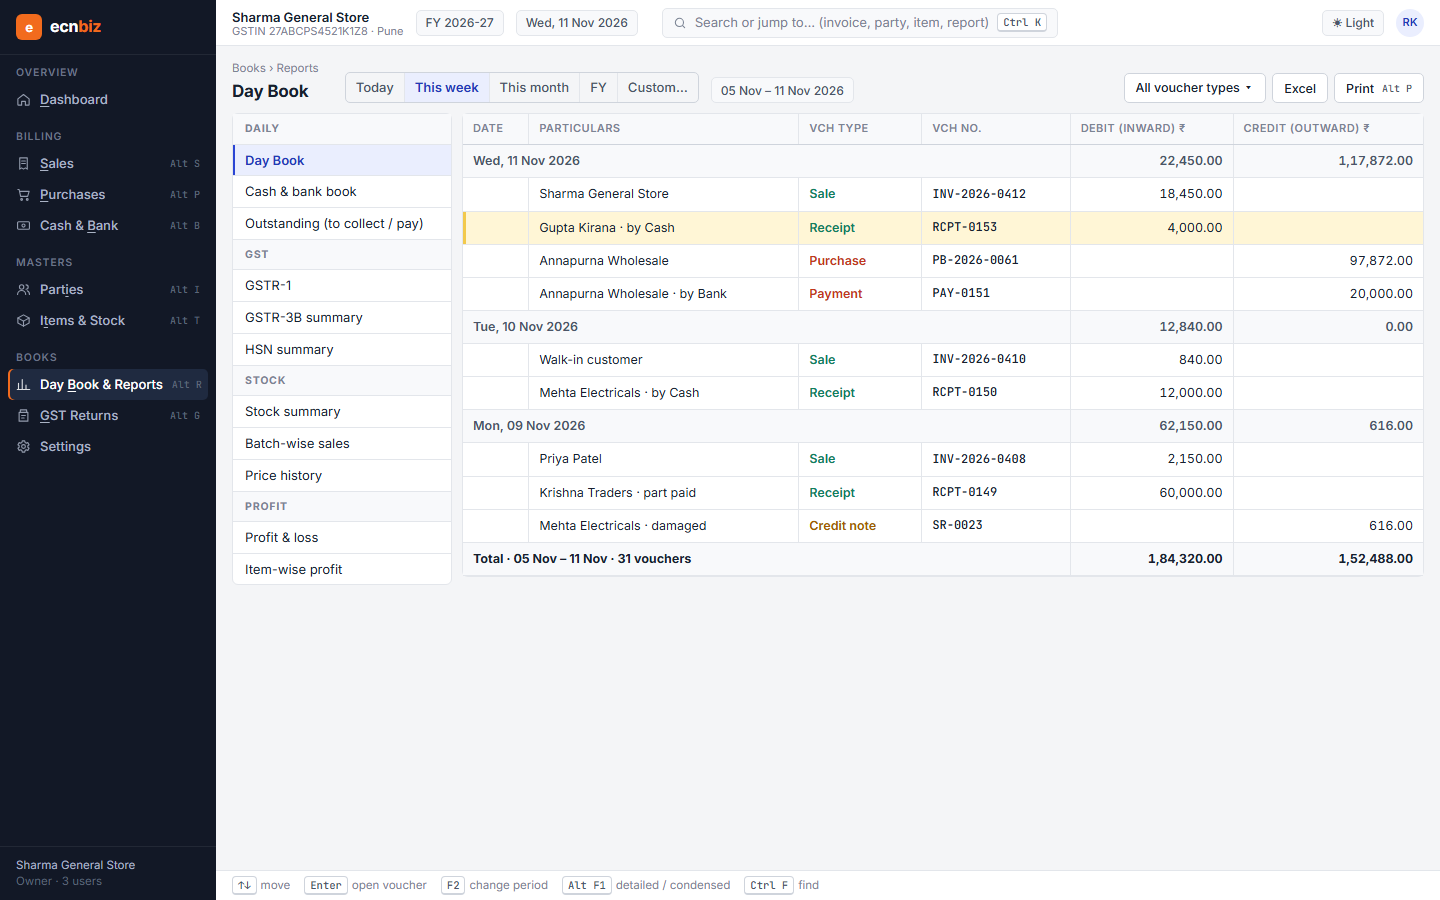 ecnbiz
e
OVERVIEW
Dashboard
BILLING
Sales Alt S
Purchases Alt P
Cash & Bank Alt B
MASTERS
Parties Alt I
Items & Stock Alt T
BOOKS
Day Book & Reports Alt R
GST Returns Alt G
Settings
Sharma General Store
Owner · 3 users
Sharma General Store
GSTIN 27ABCPS4521K1Z8 · Pune
FY 2026-27
Wed, 11 Nov 2026
Search or jump to... (invoice, party, item, report) Ctrl K
☀ Light
RK
Books › Reports
Day Book
Today This week This month FY Custom...
05 Nov – 11 Nov 2026
All voucher types ▾
Excel
Print Alt P
DAILY
Day Book
Cash & bank book
Outstanding (to collect / pay)
GST
GSTR-1
GSTR-3B summary
HSN summary
STOCK
Stock summary
Batch-wise sales
Price history
PROFIT
Profit & loss
Item-wise profit
DATE PARTICULARS VCH TYPE VCH NO. DEBIT (INWARD) ₹ CREDIT (OUTWARD) ₹
Wed, 11 Nov 2026 22,450.00 1,17,872.00
Sharma General Store Sale INV-2026-0412 18,450.00
Gupta Kirana · by Cash Receipt RCPT-0153 4,000.00
Annapurna Wholesale Purchase PB-2026-0061 97,872.00
Annapurna Wholesale · by Bank Payment PAY-0151 20,000.00
Tue, 10 Nov 2026 12,840.00 0.00
Walk-in customer Sale INV-2026-0410 840.00
Mehta Electricals · by Cash Receipt RCPT-0150 12,000.00
Mon, 09 Nov 2026 62,150.00 616.00
Priya Patel Sale INV-2026-0408 2,150.00
Krishna Traders · part paid Receipt RCPT-0149 60,000.00
Mehta Electricals · damaged Credit note SR-0023 616.00
Total · 05 Nov – 11 Nov · 31 vouchers 1,84,320.00 1,52,488.00
↑↓ move Enter open voucher F2 change period Alt F1 detailed / condensed Ctrl F find